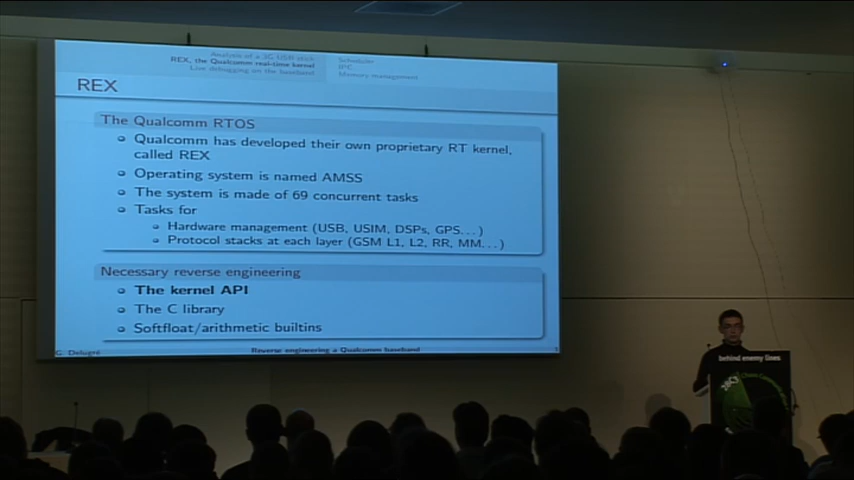 Analysis of a 3G USB stick
REX, the Qualcomm real-time kernel
Live debugging on the baseband
Scheduler
IPC
Memory management
REX
The Qualcomm RTOS
Qualcomm has developed their own proprietary RT kernel,
called REX
Operating system is named AMSS
The system is made of 69 concurrent tasks
Tasks for
Hardware management (USB, USIM, DSPs, GPS...)
Protocol stacks at each layer (GSM L1, L2, RR, MM...)
Necessary reverse engineering
The kernel API
The C library
Softfloat/arithmetic builtins
G. Delugré
Reverse engineering a Qualcomm baseband
behind enemy lines